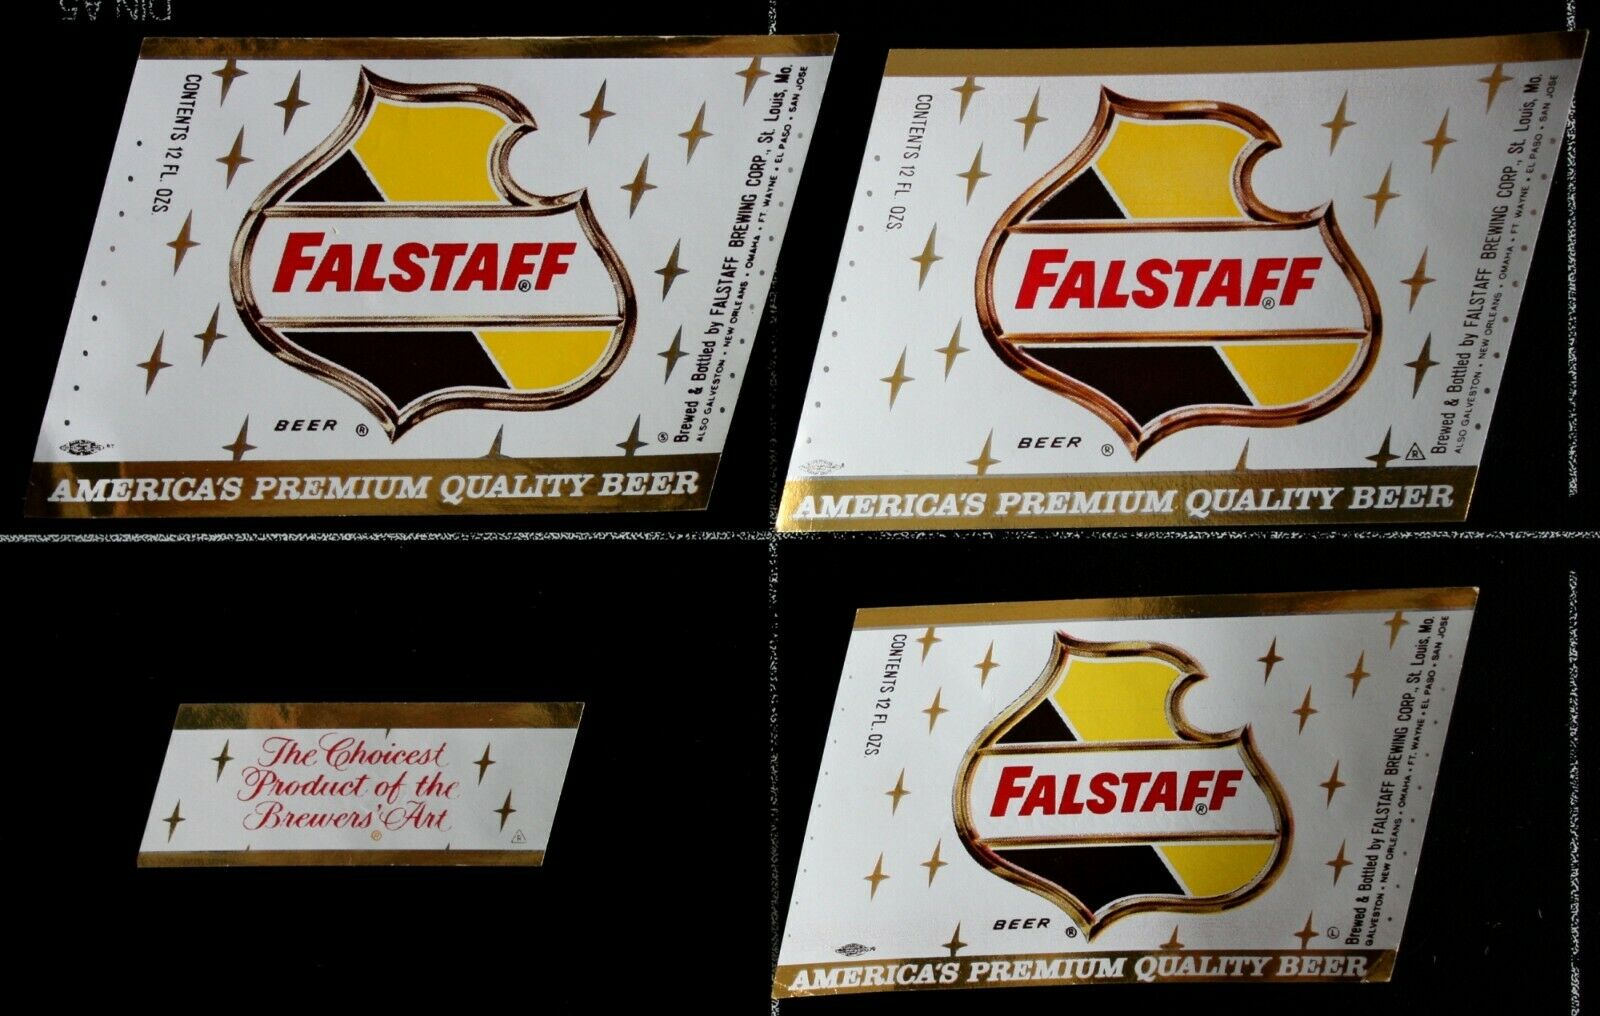 DIN A5
CONTENTS 12 FL. OZS.
FALSTAFF®
BEER ®
Brewed & Bottled by FALSTAFF BREWING CORP., St. Louis, Mo.
ALSO GALVESTON • NEW ORLEANS • OMAHA • FT. WAYNE • EL PASO • SAN JOSE
S
AMERICA'S PREMIUM QUALITY BEER
CONTENTS 12 FL. OZS.
FALSTAFF®
BEER ®
Brewed & Bottled by FALSTAFF BREWING CORP., St. Louis, Mo.
ALSO GALVESTON • NEW ORLEANS • OMAHA • FT. WAYNE • EL PASO • SAN JOSE
R
AMERICA'S PREMIUM QUALITY BEER
The Choicest
Product of the
Brewers' Art
®
R
CONTENTS 12 FL. OZS.
FALSTAFF®
BEER ®
Brewed & Bottled by FALSTAFF BREWING CORP., St. Louis, Mo.
GALVESTON • NEW ORLEANS • OMAHA • FT. WAYNE • EL PASO • SAN JOSE
L
AMERICA'S PREMIUM QUALITY BEER